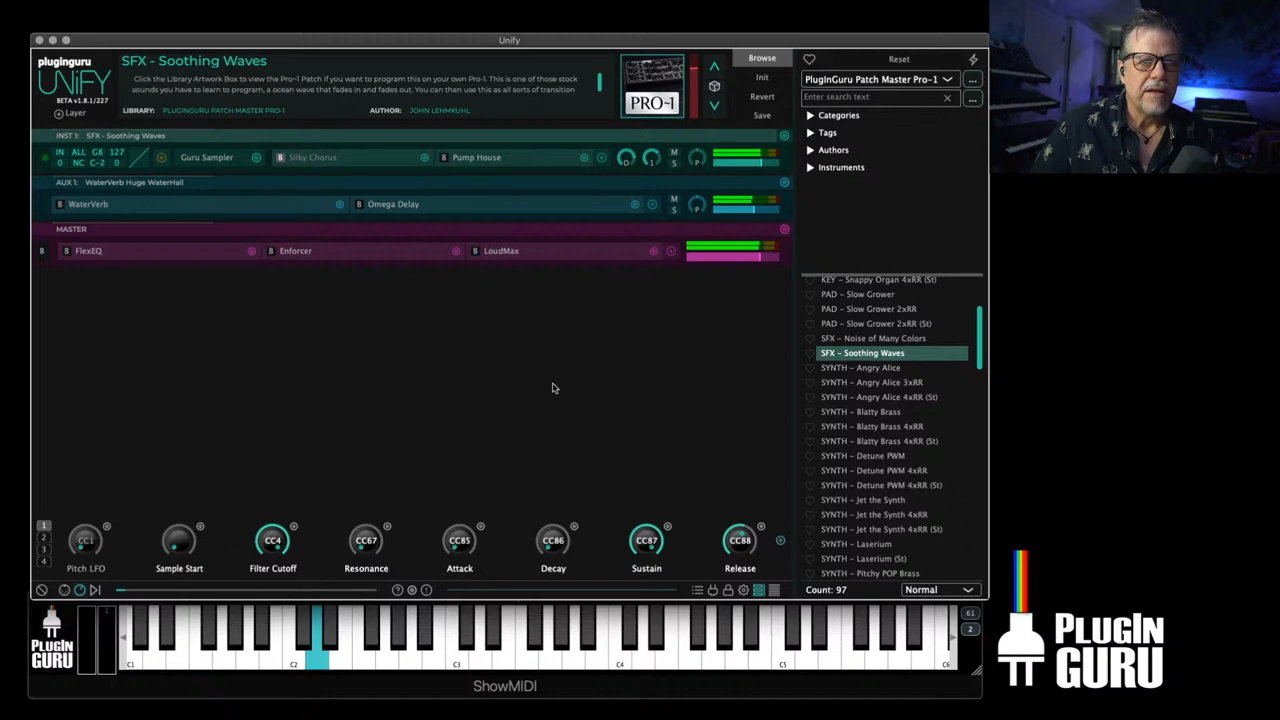 Unify
pluginguru
UNiFY
BETA v1.8.1/227
Layer
SFX - Soothing Waves
Click the Library Artwork Box to view the Pro-1 Patch if you want to program this on your own Pro-1. This is one of those stock
sounds you have to learn to program, a ocean wave that fades in and fades out. You can then use this as all sorts of transition
LIBRARY: PLUGINGURU PATCH MASTER PRO-1 AUTHOR: JOHN LEHMKUHL
PRO~1
Browse
Init
Revert
Save
Reset
PlugInGuru Patch Master Pro-1
...
Enter search text
...
Categories
Tags
Authors
Instruments
INST 1: SFX - Soothing Waves
IN ALL G8 127
0 NC C-2 0
Guru Sampler
B Silky Chorus
B Pump House
D
1
M
S
P
AUX 1: WaterVerb Huge WaterHall
B WaterVerb
B Omega Delay
M
S
P
MASTER
B
B FlexEQ
B Enforcer
B LoudMax
KEY - Snappy Organ 4xRR (St)
PAD - Slow Grower
PAD - Slow Grower 2xRR
PAD - Slow Grower 2xRR (St)
SFX - Noise of Many Colors
SFX - Soothing Waves
SYNTH - Angry Alice
SYNTH - Angry Alice 3xRR
SYNTH - Angry Alice 4xRR (St)
SYNTH - Blatty Brass
SYNTH - Blatty Brass 4xRR
SYNTH - Blatty Brass 4xRR (St)
SYNTH - Detune PWM
SYNTH - Detune PWM 4xRR
SYNTH - Detune PWM 4xRR (St)
SYNTH - Jet the Synth
SYNTH - Jet the Synth 4xRR
SYNTH - Jet the Synth 4xRR (St)
SYNTH - Laserium
SYNTH - Laserium (St)
SYNTH - Pitchy POP Brass
Count: 97
Normal
1
2
3
4
CC1 CC4 CC67 CC85 CC86 CC87 CC88
Pitch LFO Sample Start Filter Cutoff Resonance Attack Decay Sustain Release
PLUGIN
GURU
C1 C2 C3 C4 C5 C6
61
2
ShowMIDI
PLUGIN
GURU